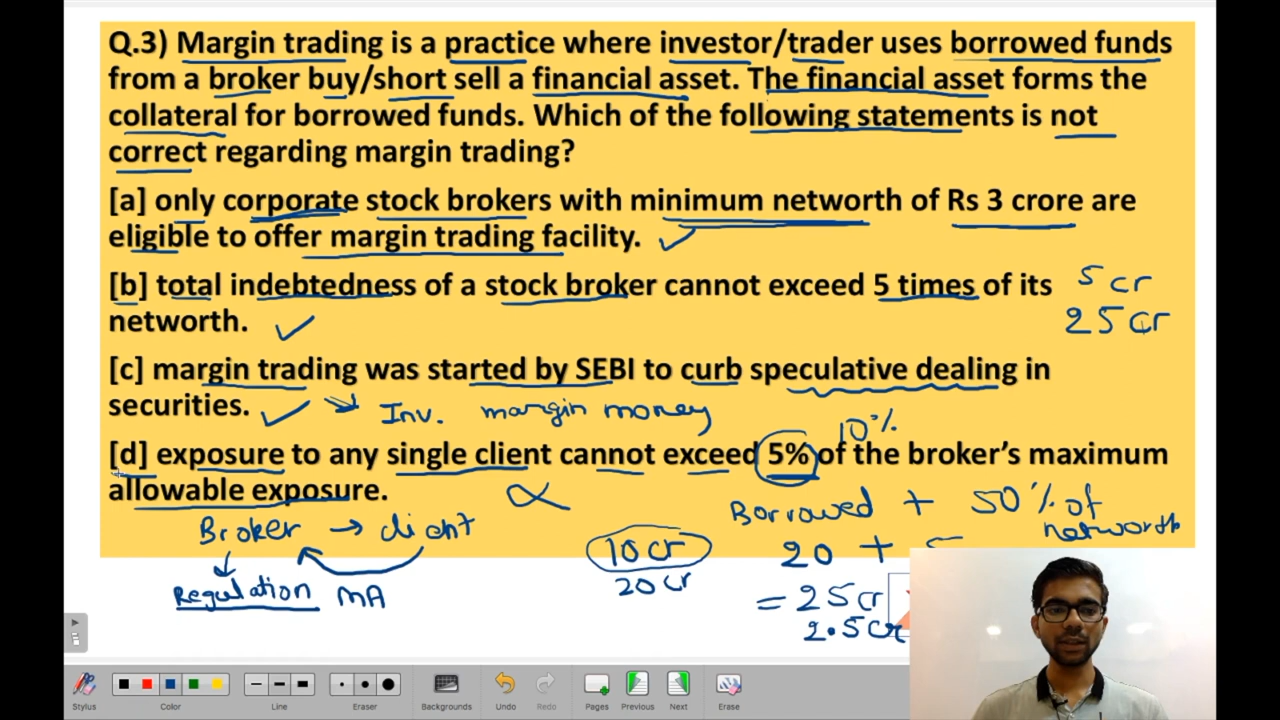 Q.3) Margin trading is a practice where investor/trader uses borrowed funds
from a broker buy/short sell a financial asset. The financial asset forms the
collateral for borrowed funds. Which of the following statements is not
correct regarding margin trading?
[a] only corporate stock brokers with minimum networth of Rs 3 crore are
eligible to offer margin trading facility.
[b] total indebtedness of a stock broker cannot exceed 5 times of its
networth.
5 cr
25 cr
[c] margin trading was started by SEBI to curb speculative dealing in
securities.
Inv. margin money
10%
[d] exposure to any single client cannot exceed 5% of the broker's maximum
allowable exposure.
Borrowed + 50% of
networth
Broker → client
Regulation MA
10 cr
20 cr
20 + 5
= 25 cr
2.5 cr
Stylus
Color
Line
Eraser
Backgrounds
Undo
Redo
Pages
Previous
Next
Erase